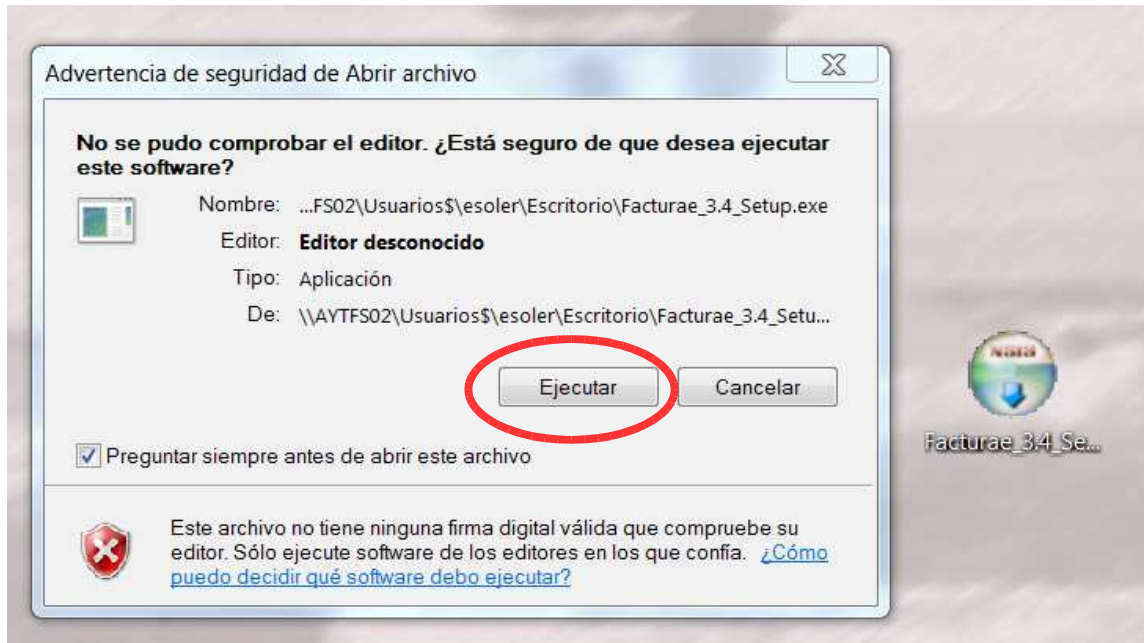 Advertencia de seguridad de Abrir archivo
No se pudo comprobar el editor. ¿Está seguro de que desea ejecutar
este software?
Nombre: ...FS02\Usuarios$\esoler\Escritorio\Facturae_3.4_Setup.exe
Editor: Editor desconocido
Tipo: Aplicación
De: \\AYTFS02\Usuarios$\esoler\Escritorio\Facturae_3.4_Setu...
Ejecutar Cancelar
NSIS
Facturae_3.4_Se...
Preguntar siempre antes de abrir este archivo
Este archivo no tiene ninguna firma digital válida que compruebe su
editor. Sólo ejecute software de los editores en los que confía. ¿Cómo
puedo decidir qué software debo ejecutar?